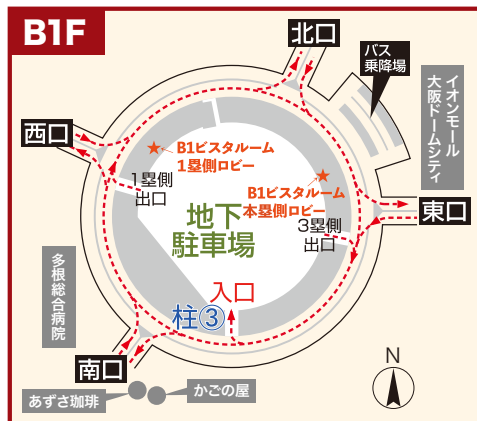 B1F
北口
バス
乗降場
イオンモール
大阪ドームシティ
西口
B1ビスタルーム
1塁側ロビー
1塁側
出口
B1ビスタルーム
本塁側ロビー
東口
地下
駐車場
3塁側
出口
多根総合病院
入口
柱③
南口
あずさ珈琲
かごの屋
N